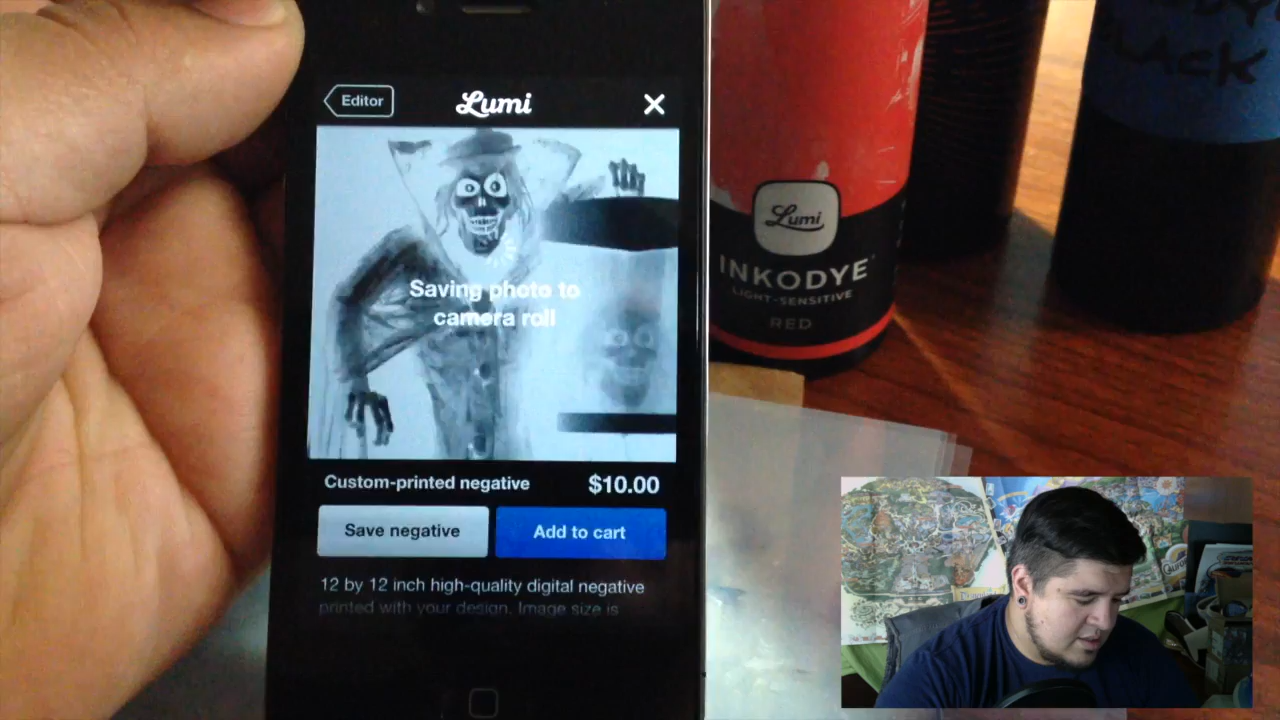 Editor
Lumi
Saving photo to
camera roll
Custom-printed negative
$10.00
Save negative
Add to cart
12 by 12 inch high-quality digital negative
printed with your design. Image size is
Lumi
INKODYE
LIGHT-SENSITIVE
RED
BLACK